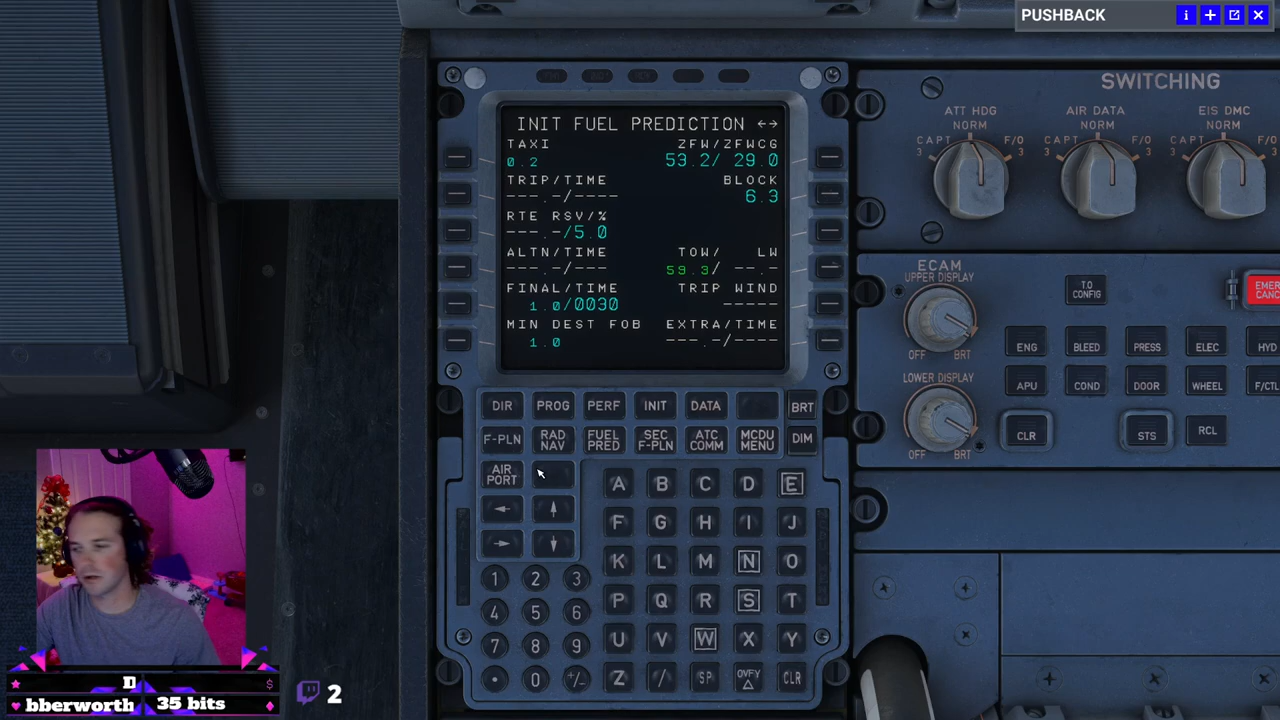 PUSHBACK
INIT FUEL PREDICTION ↔
TAXI ZFW/ZFWCG
0.2 53.2/ 29.0
TRIP/TIME BLOCK
---.-/---- 6.3
RTE RSV/%
---.-/5.0
ALTN/TIME TOW/ LW
---.-/---- 59.3/ --.-
FINAL/TIME TRIP WIND
1.0/0030 -----
MIN DEST FOB EXTRA/TIME
1.0 ---.-/----
DIR PROG PERF INIT DATA BRT
F-PLN RAD NAV FUEL PRED SEC F-PLN ATC COMM MCDU MENU DIM
AIR PORT
← ↑
→ ↓
A B C D E
F G H I J
K L M N O
P Q R S T
U V W X Y
Z / SP OVFY △ CLR
1 2 3
4 5 6
7 8 9
. 0 +/-
SWITCHING
ATT HDG AIR DATA EIS DMC
NORM NORM NORM
CAPT 3 F/O 3 CAPT 3 F/O 3 CAPT 3 F/O 3
ECAM
UPPER DISPLAY
OFF BRT
LOWER DISPLAY
OFF BRT
T.O CONFIG
EMER CANC
ENG BLEED PRESS ELEC HYD
APU COND DOOR WHEEL F/CTL
CLR STS RCL
D
bberworth 35 bits
2